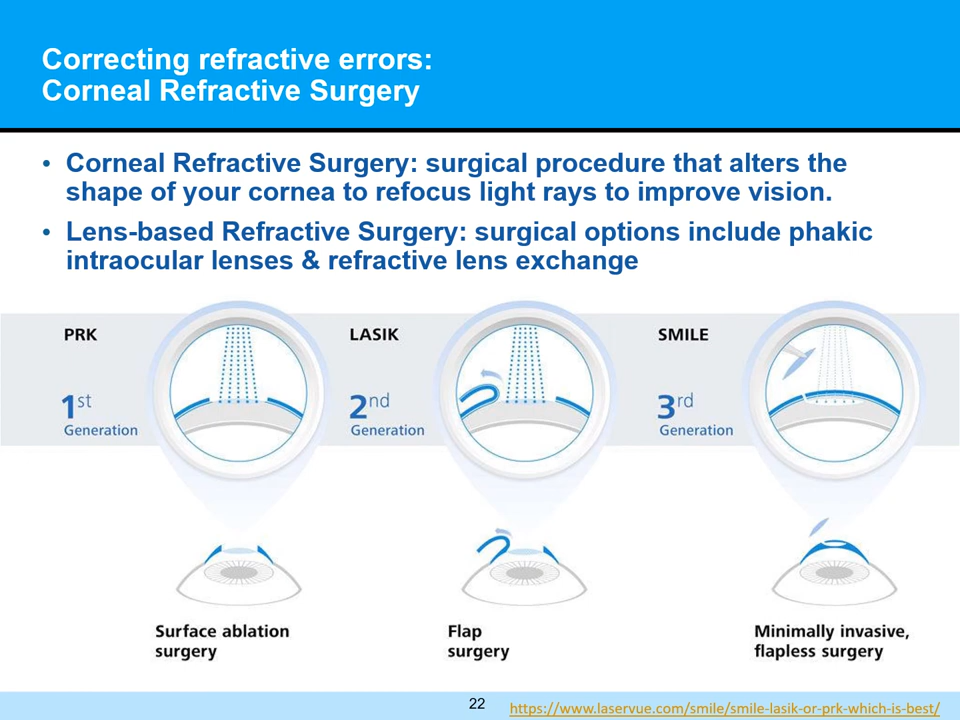 Correcting refractive errors:
Corneal Refractive Surgery
• Corneal Refractive Surgery: surgical procedure that alters the
shape of your cornea to refocus light rays to improve vision.
• Lens-based Refractive Surgery: surgical options include phakic
intraocular lenses & refractive lens exchange
PRK
1st
Generation
LASIK
2nd
Generation
SMILE
3rd
Generation
Surface ablation
surgery
Flap
surgery
Minimally invasive,
flapless surgery
22
https://www.laservue.com/smile/smile-lasik-or-prk-which-is-best/